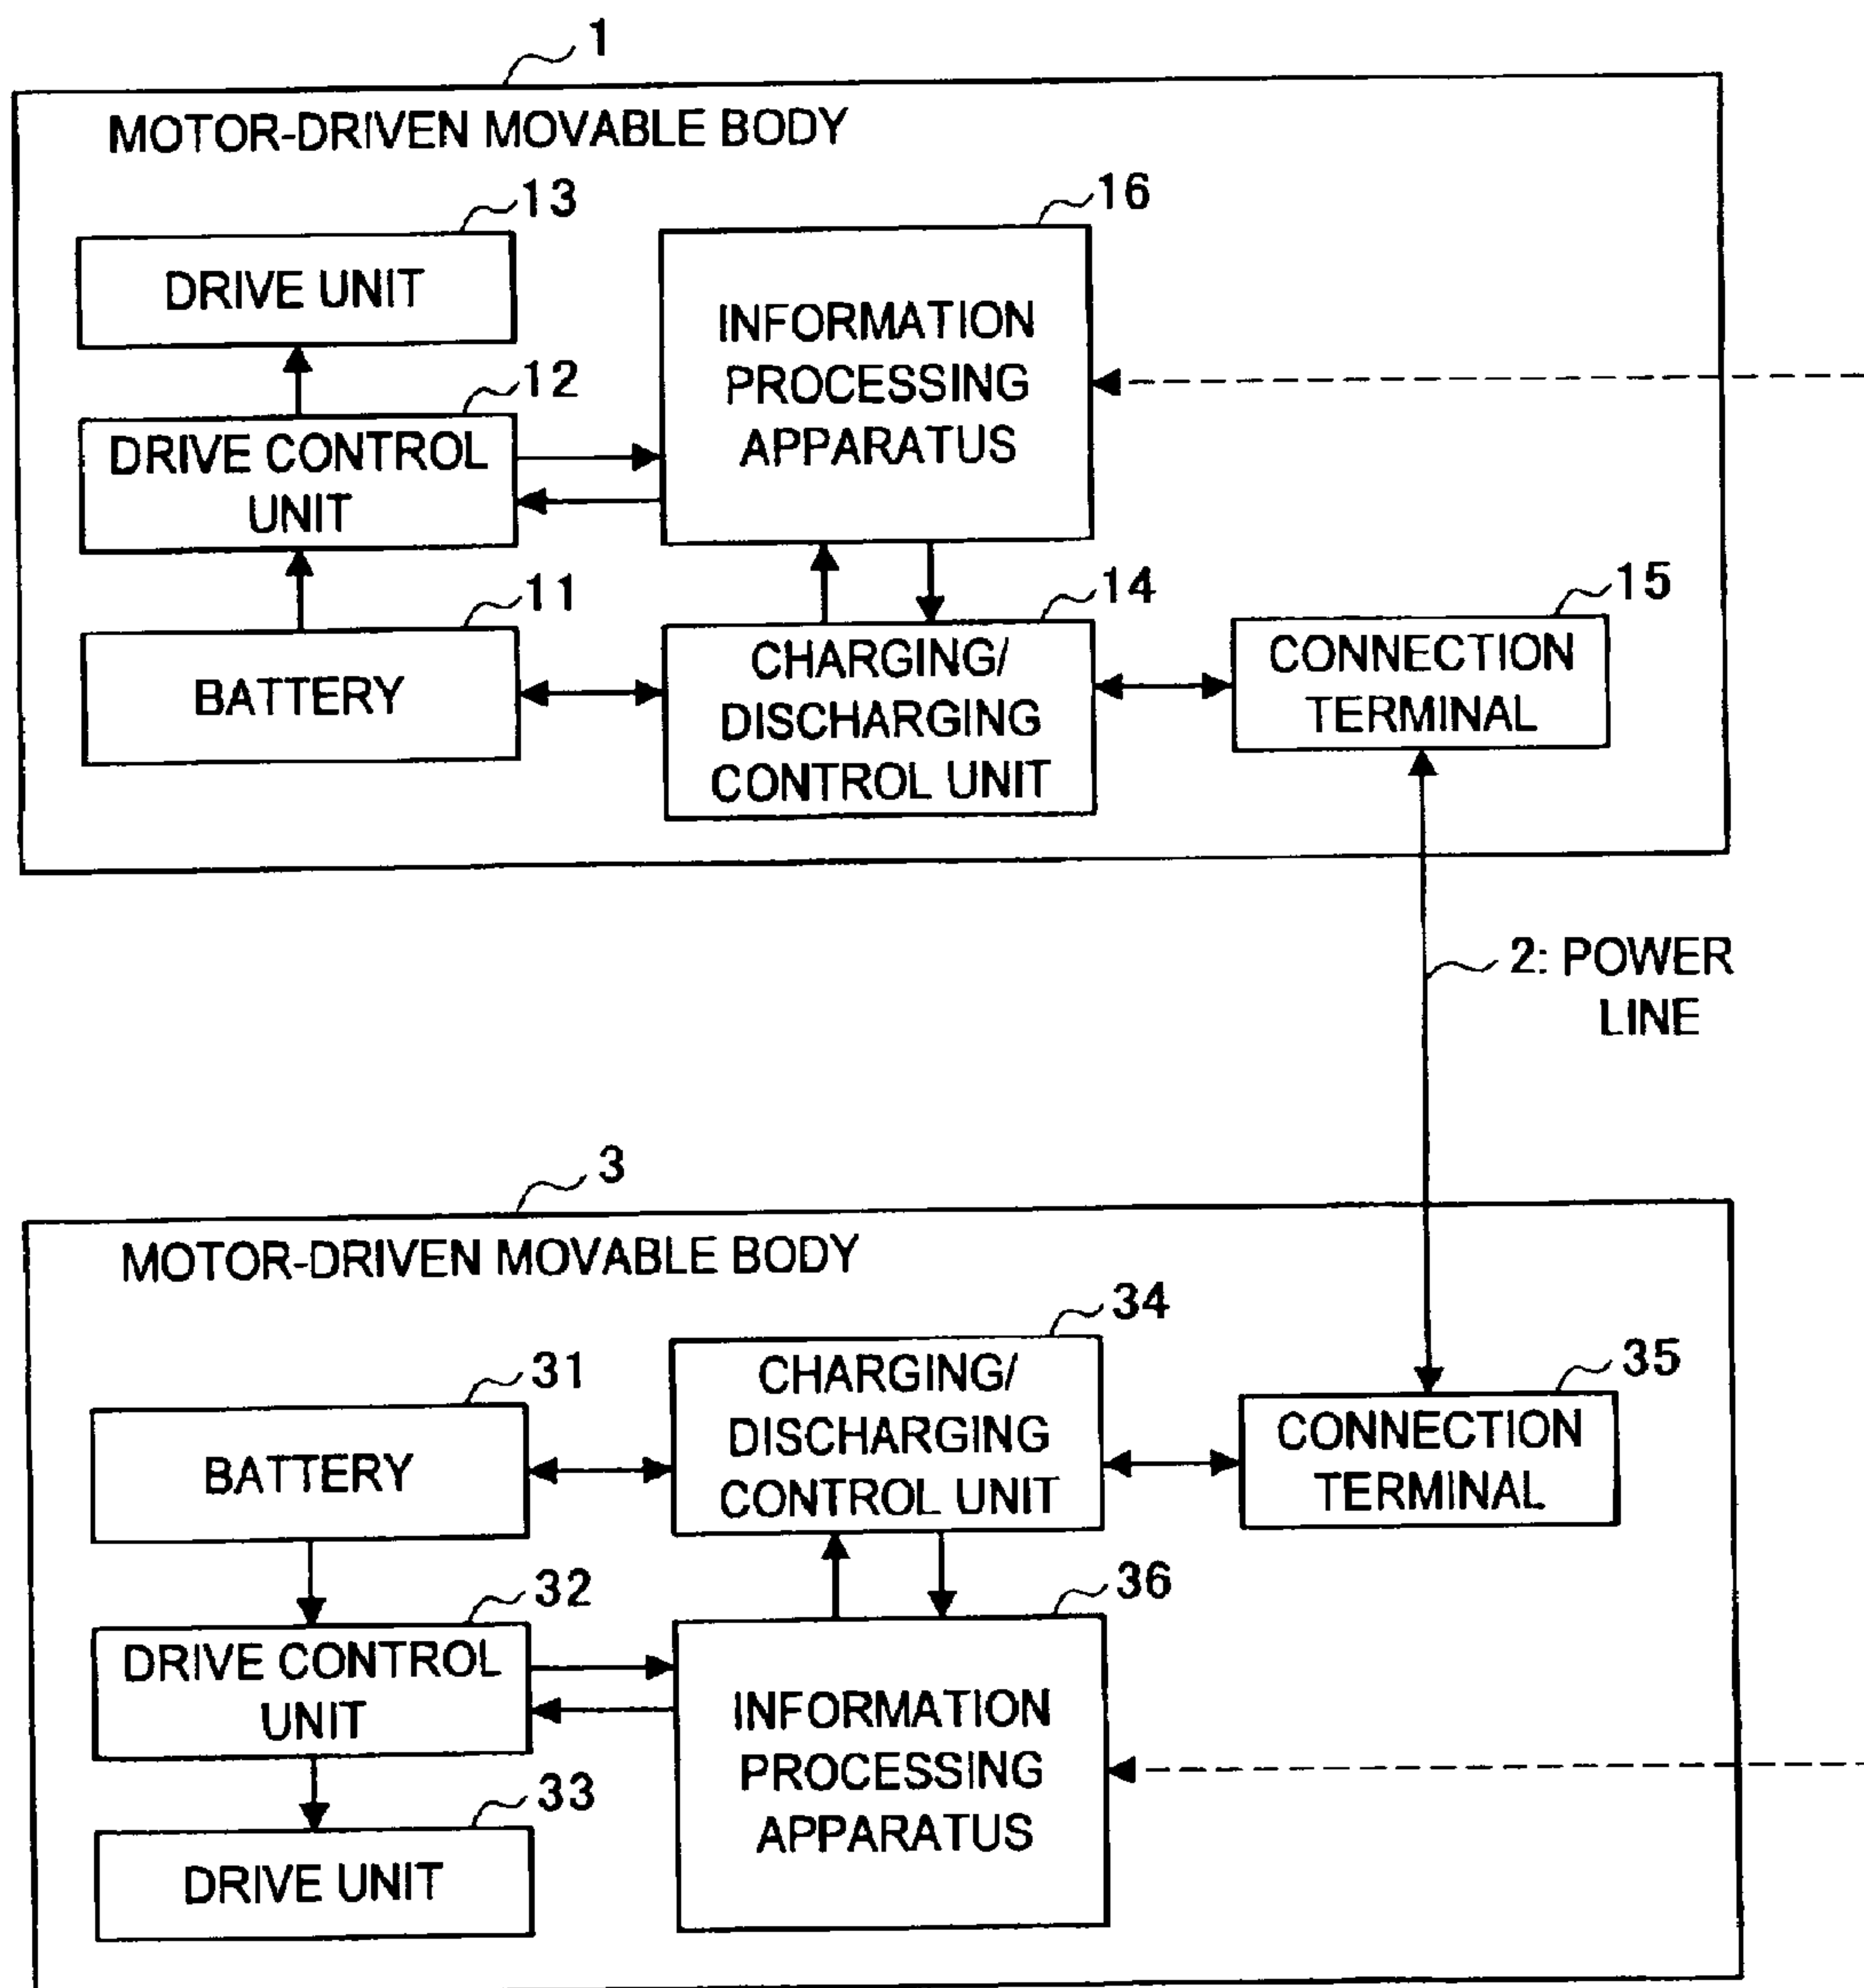 1
MOTOR-DRIVEN MOVABLE BODY
13
DRIVE UNIT
16
INFORMATION
PROCESSING
APPARATUS
12
DRIVE CONTROL
UNIT
11
BATTERY
14
CHARGING/
DISCHARGING
CONTROL UNIT
15
CONNECTION
TERMINAL
2: POWER
LINE
3
MOTOR-DRIVEN MOVABLE BODY
34
CHARGING/
DISCHARGING
CONTROL UNIT
31
BATTERY
35
CONNECTION
TERMINAL
32
DRIVE CONTROL
UNIT
36
INFORMATION
PROCESSING
APPARATUS
33
DRIVE UNIT